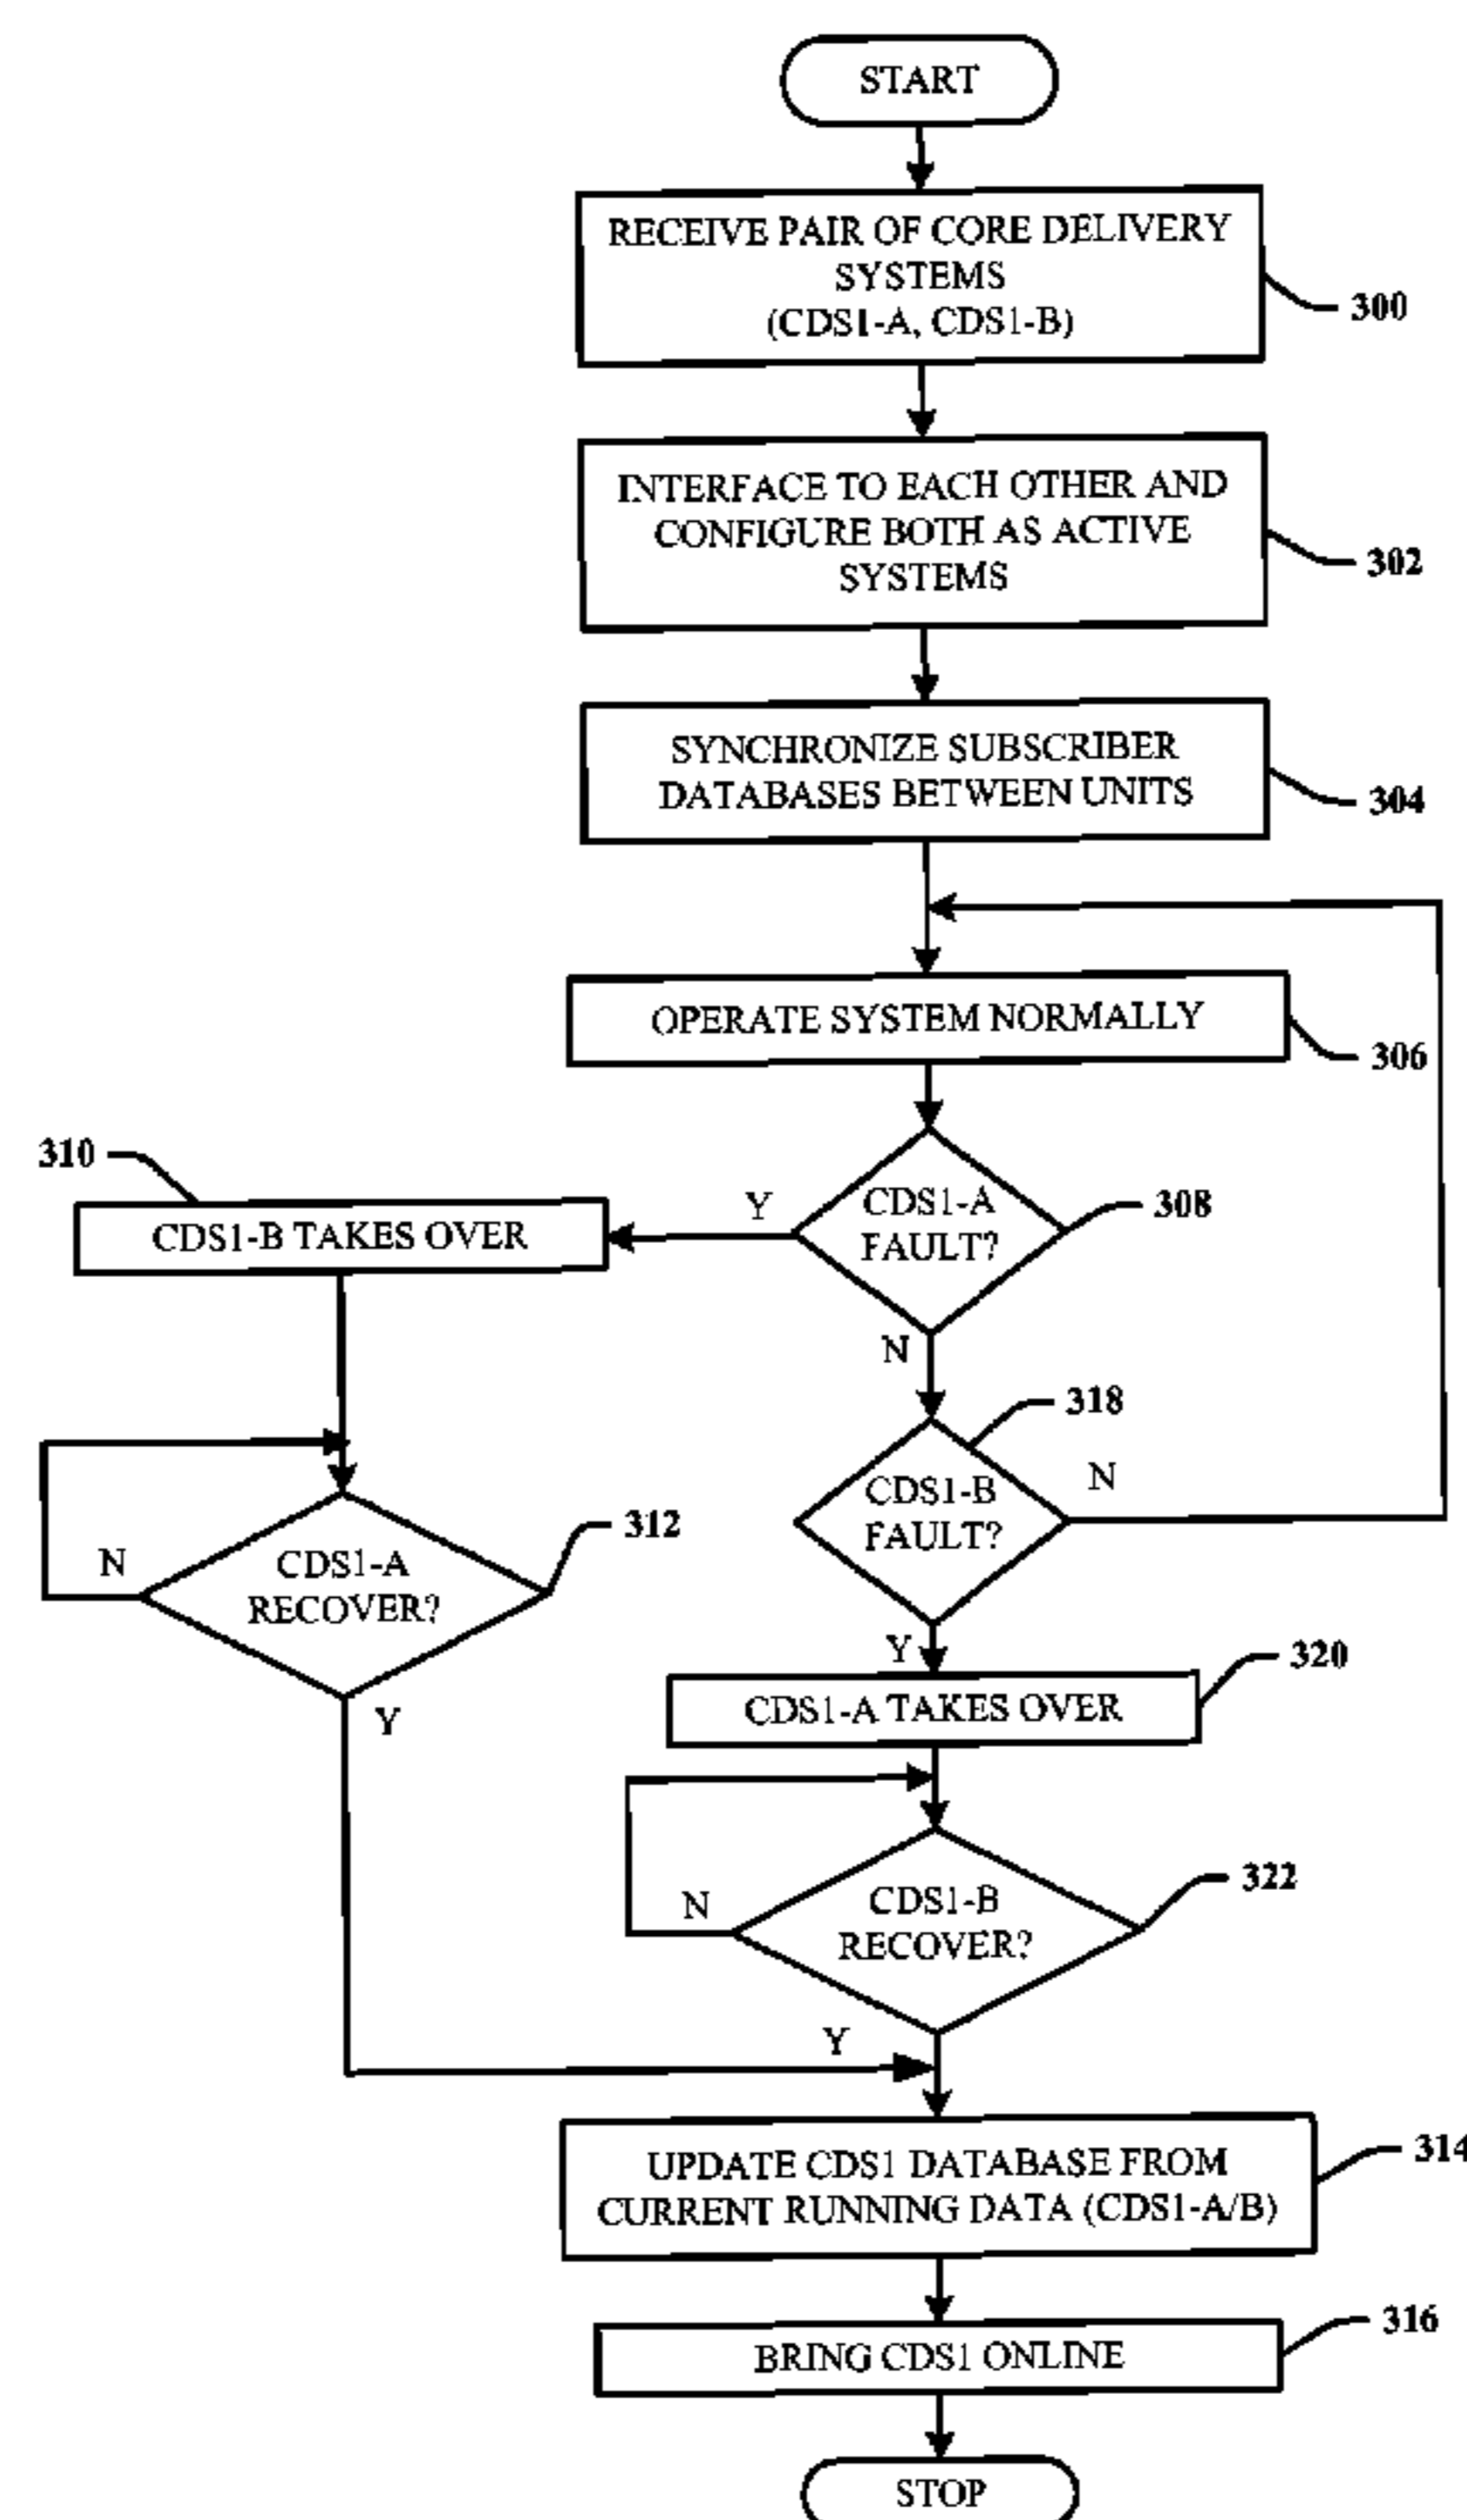 START
RECEIVE PAIR OF CORE DELIVERY
SYSTEMS
(CDS1-A, CDS1-B)
300
INTERFACE TO EACH OTHER AND
CONFIGURE BOTH AS ACTIVE
SYSTEMS
302
SYNCHRONIZE SUBSCRIBER
DATABASES BETWEEN UNITS
304
OPERATE SYSTEM NORMALLY
306
310
CDS1-B TAKES OVER
Y
CDS1-A
FAULT?
308
N
318
CDS1-B
FAULT?
N
312
CDS1-A
RECOVER?
N
Y
Y
320
CDS1-A TAKES OVER
322
CDS1-B
RECOVER?
N
Y
UPDATE CDS1 DATABASE FROM
CURRENT RUNNING DATA (CDS1-A/B)
314
BRING CDS1 ONLINE
316
STOP